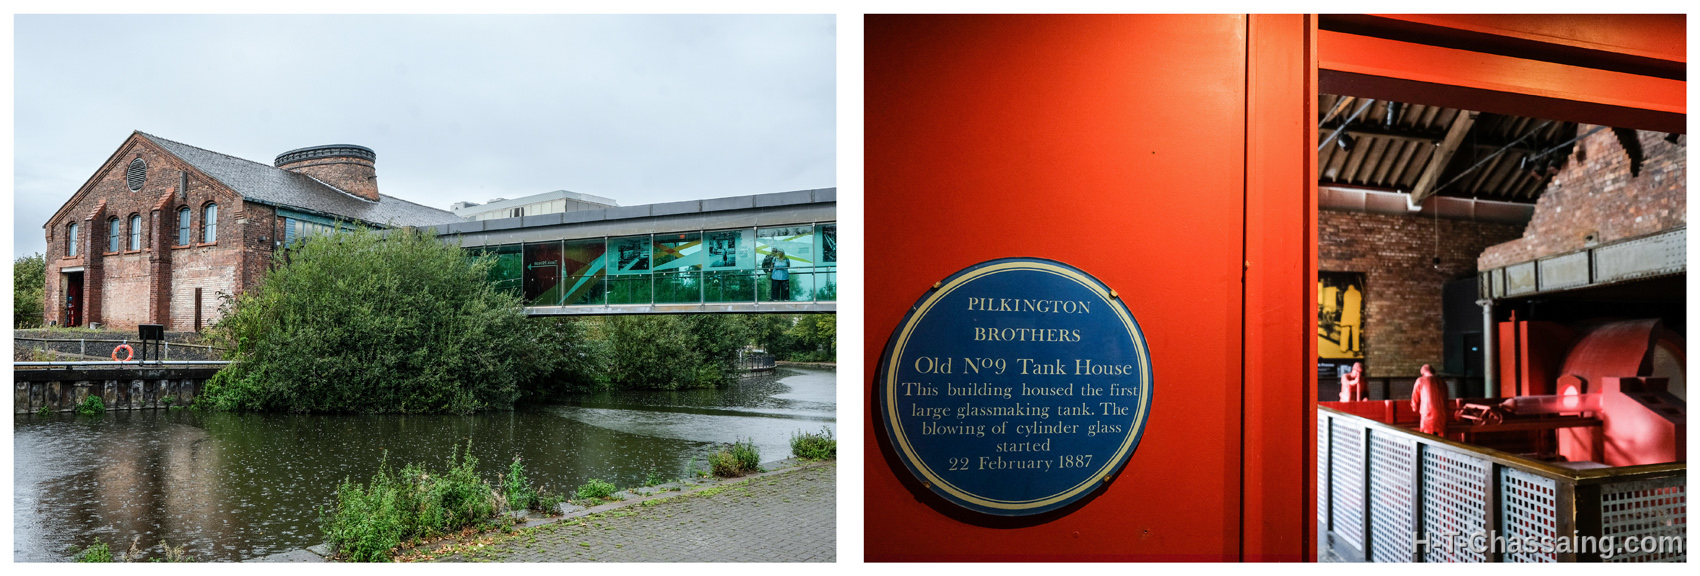 PILKINGTON
BROTHERS
Old Nº9 Tank House
This building housed the first
large glassmaking tank. The
blowing of cylinder glass
started
22 February 1887
H-T-Chassaing.com